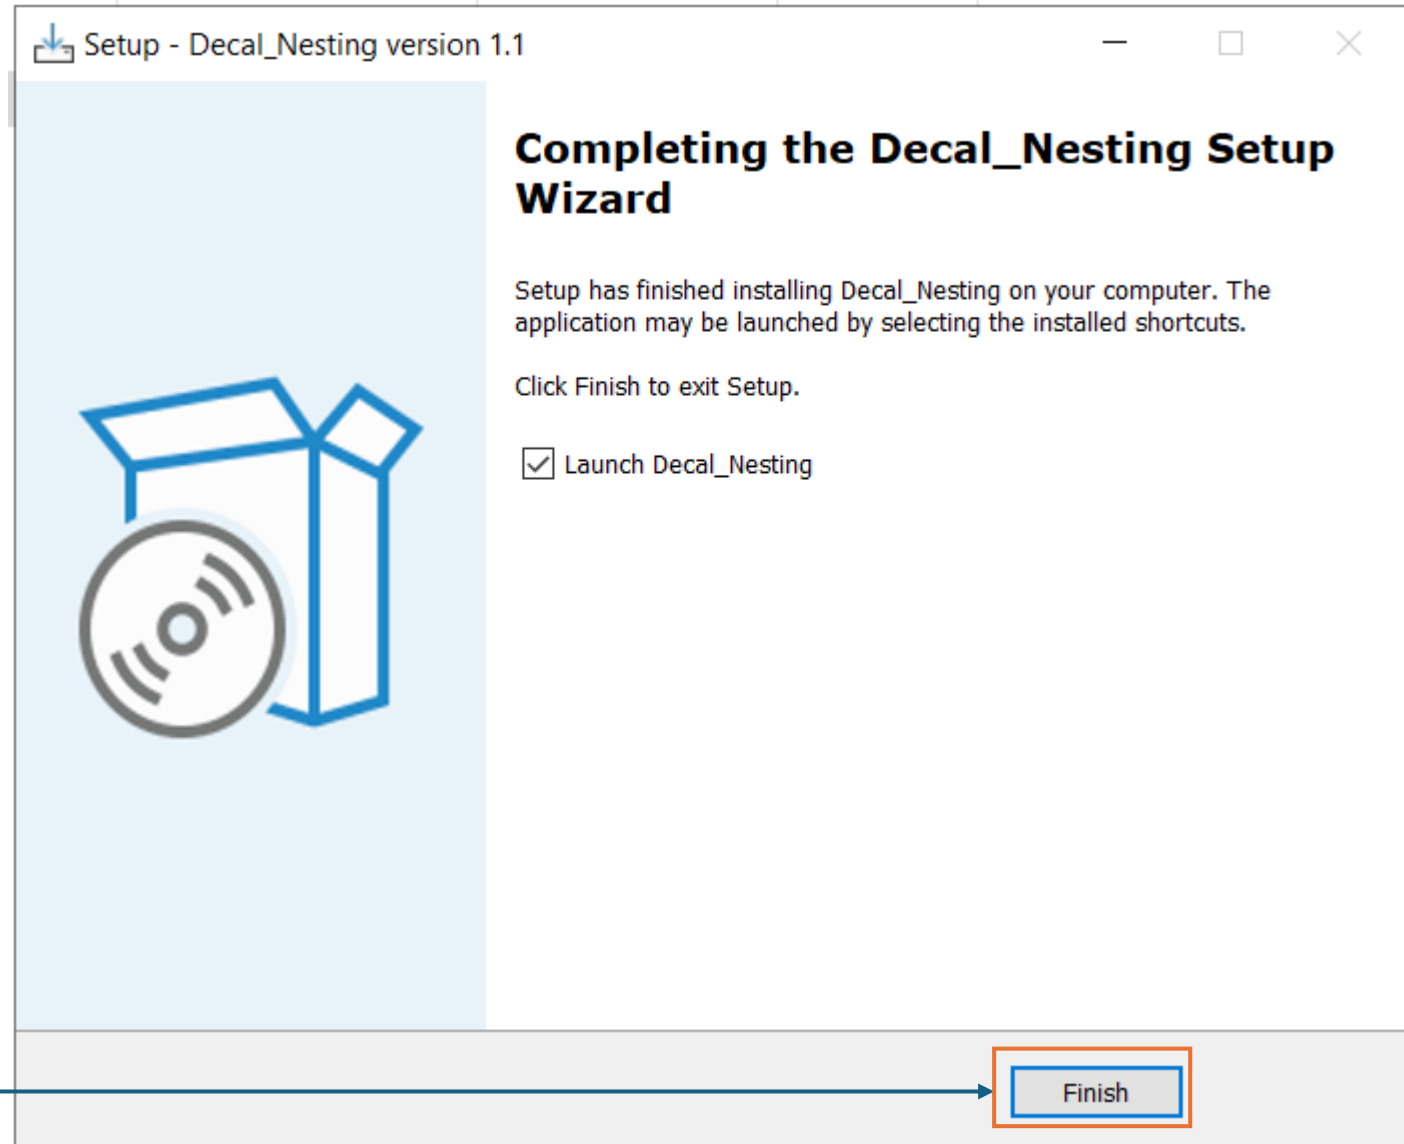 Setup - Decal_Nesting version 1.1
Completing the Decal_Nesting Setup
Wizard
Setup has finished installing Decal_Nesting on your computer. The
application may be launched by selecting the installed shortcuts.
Click Finish to exit Setup.
Launch Decal_Nesting
Finish